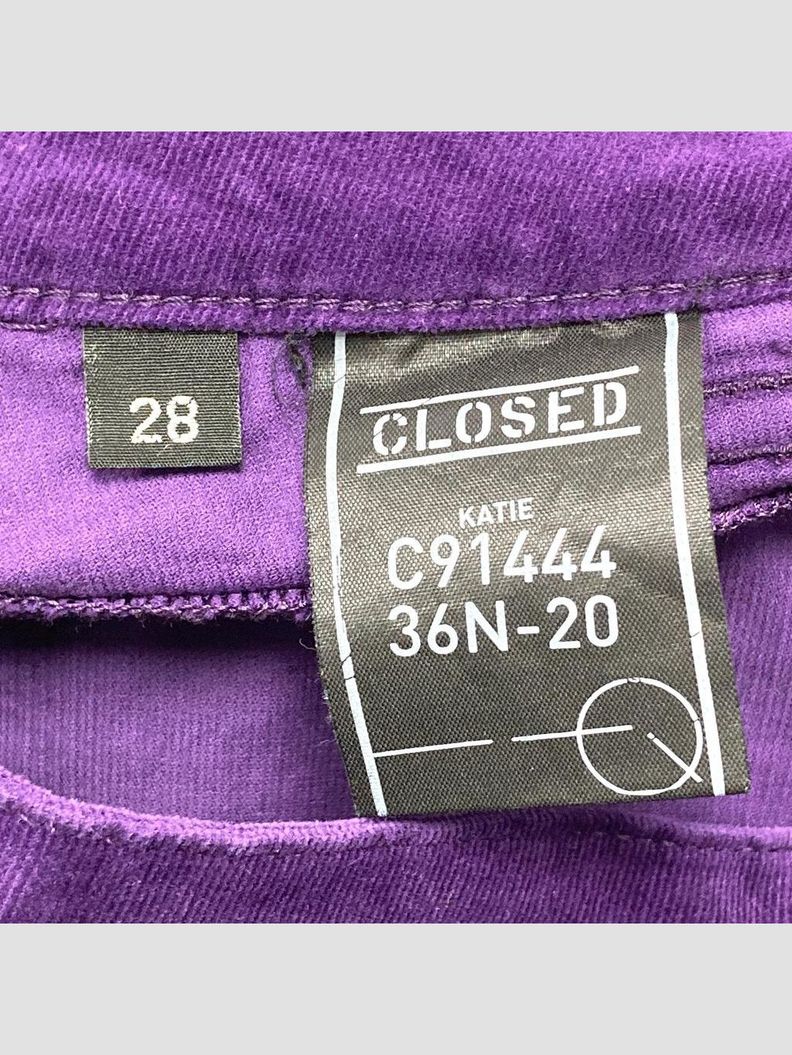 28
CLOSED
KATIE
C91444
36N-20